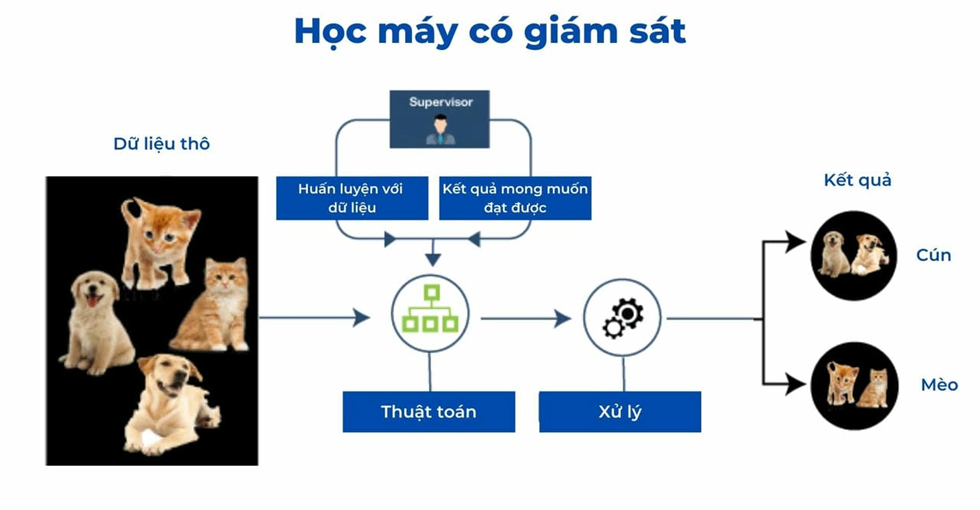 Học máy có giám sát
Supervisor
Dữ liệu thô
Huấn luyện với
dữ liệu
Kết quả mong muốn
đạt được
Kết quả
Cún
Mèo
Thuật toán
Xử lý